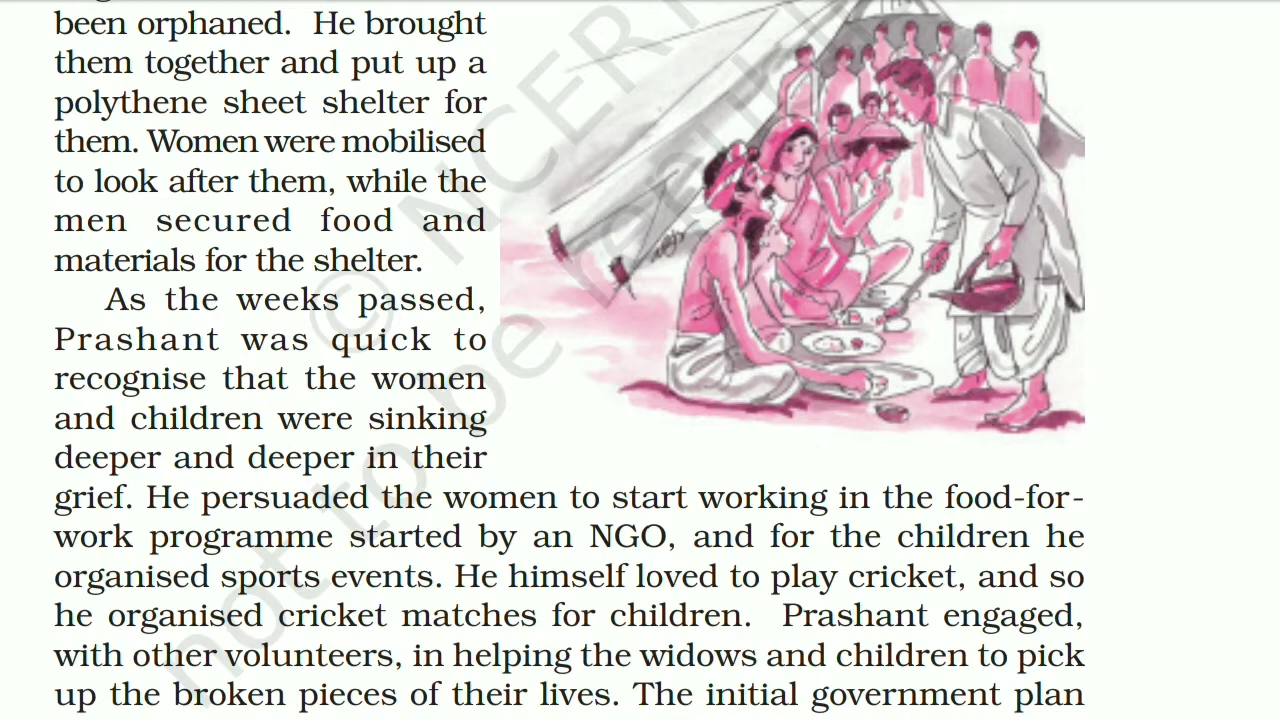 been orphaned. He brought
them together and put up a
polythene sheet shelter for
them. Women were mobilised
to look after them, while the
men secured food and
materials for the shelter.
As the weeks passed,
Prashant was quick to
recognise that the women
and children were sinking
deeper and deeper in their
grief. He persuaded the women to start working in the food-for-
work programme started by an NGO, and for the children he
organised sports events. He himself loved to play cricket, and so
he organised cricket matches for children. Prashant engaged,
with other volunteers, in helping the widows and children to pick
up the broken pieces of their lives. The initial government plan
© NCERT
not to be